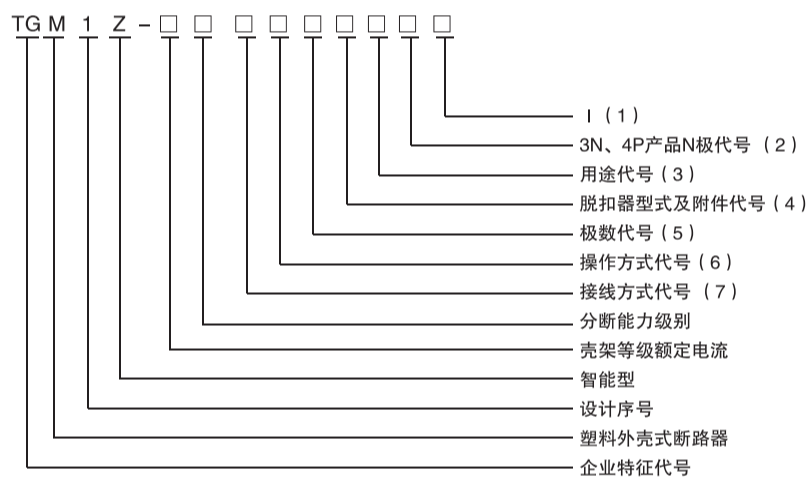 TG M 1 Z - □ □ □ □ □ □ □ □ □
I（1）
3N、4P产品N极代号（2）
用途代号（3）
脱扣器型式及附件代号（4）
极数代号（5）
操作方式代号（6）
接线方式代号（7）
分断能力级别
壳架等级额定电流
智能型
设计序号
塑料外壳式断路器
企业特征代号